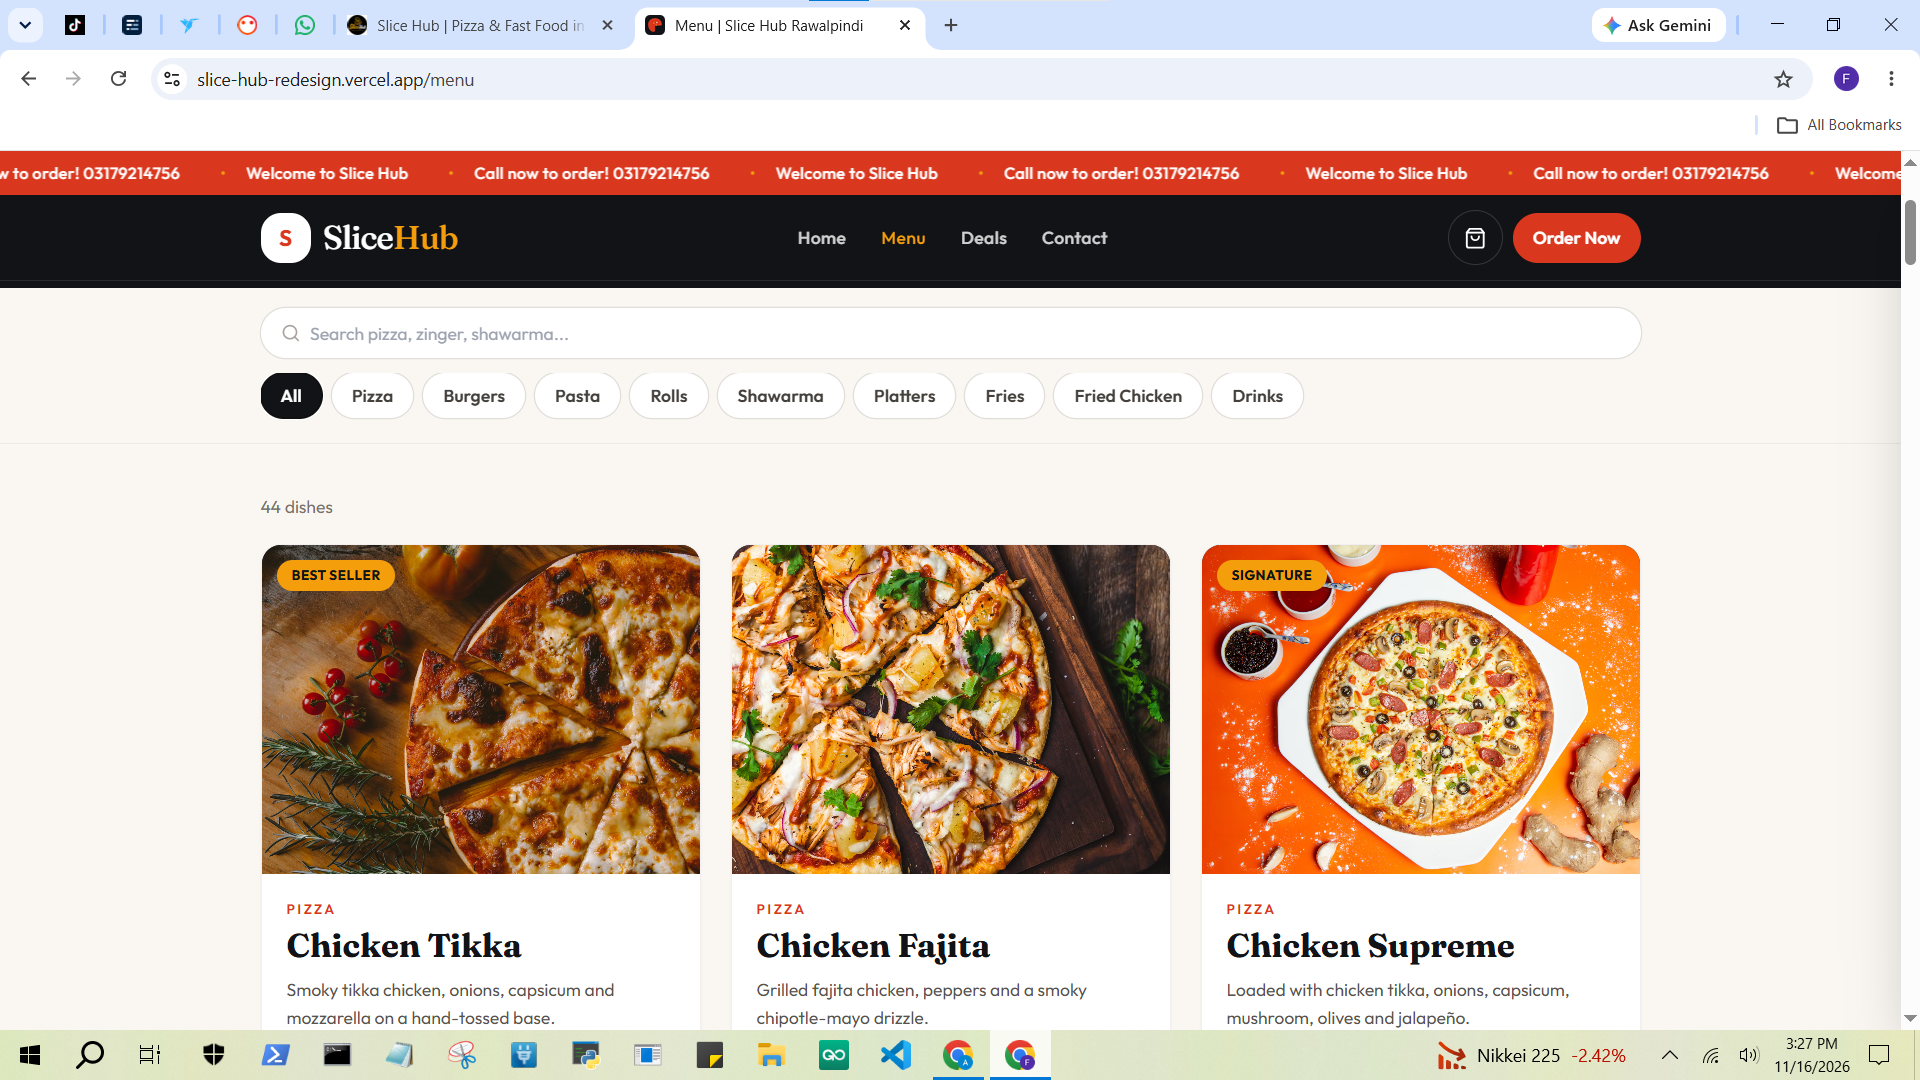 Slice Hub | Pizza & Fast Food in
Menu | Slice Hub Rawalpindi
Ask Gemini
slice-hub-redesign.vercel.app/menu
F
All Bookmarks
w to order! 03179214756 • Welcome to Slice Hub • Call now to order! 03179214756 • Welcome to Slice Hub • Call now to order! 03179214756 • Welcome to Slice Hub • Call now to order! 03179214756 • Welcome
S SliceHub
Home Menu Deals Contact
Order Now
Search pizza, zinger, shawarma...
All Pizza Burgers Pasta Rolls Shawarma Platters Fries Fried Chicken Drinks
44 dishes
BEST SELLER
SIGNATURE
PIZZA
Chicken Tikka
Smoky tikka chicken, onions, capsicum and
mozzarella on a hand-tossed base.
PIZZA
Chicken Fajita
Grilled fajita chicken, peppers and a smoky
chipotle-mayo drizzle.
PIZZA
Chicken Supreme
Loaded with chicken tikka, onions, capsicum,
mushroom, olives and jalapeño.
Nikkei 225 -2.42%
3:27 PM
11/16/2026